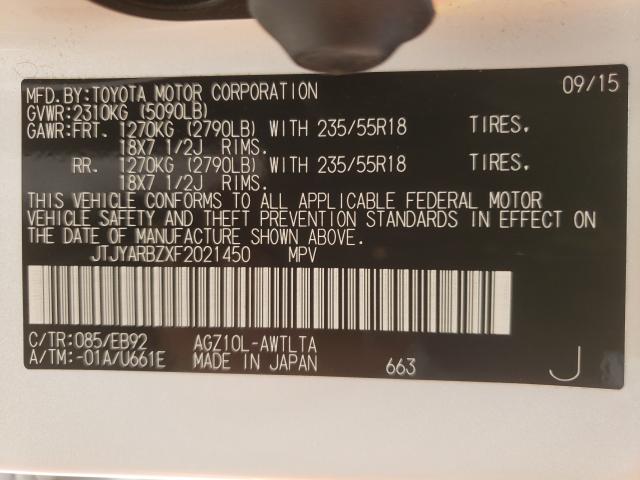 MFD.BY:TOYOTA MOTOR CORPORATION 09/15
GVWR:2310KG (5090LB)
GAWR:FRT. 1270KG (2790LB) WITH 235/55R18 TIRES.
18X7 1/2J RIMS.
RR. 1270KG (2790LB) WITH 235/55R18 TIRES.
18X7 1/2J RIMS.
THIS VEHICLE CONFORMS TO ALL APPLICABLE FEDERAL MOTOR
VEHICLE SAFETY AND THEFT PREVENTION STANDARDS IN EFFECT ON
THE DATE OF MANUFACTURE SHOWN ABOVE.
JTJYARBZXF2021450 MPV
C/TR:085/EB92 AGZ10L-AWTLTA
A/TM:-01A/U661E MADE IN JAPAN 663 J